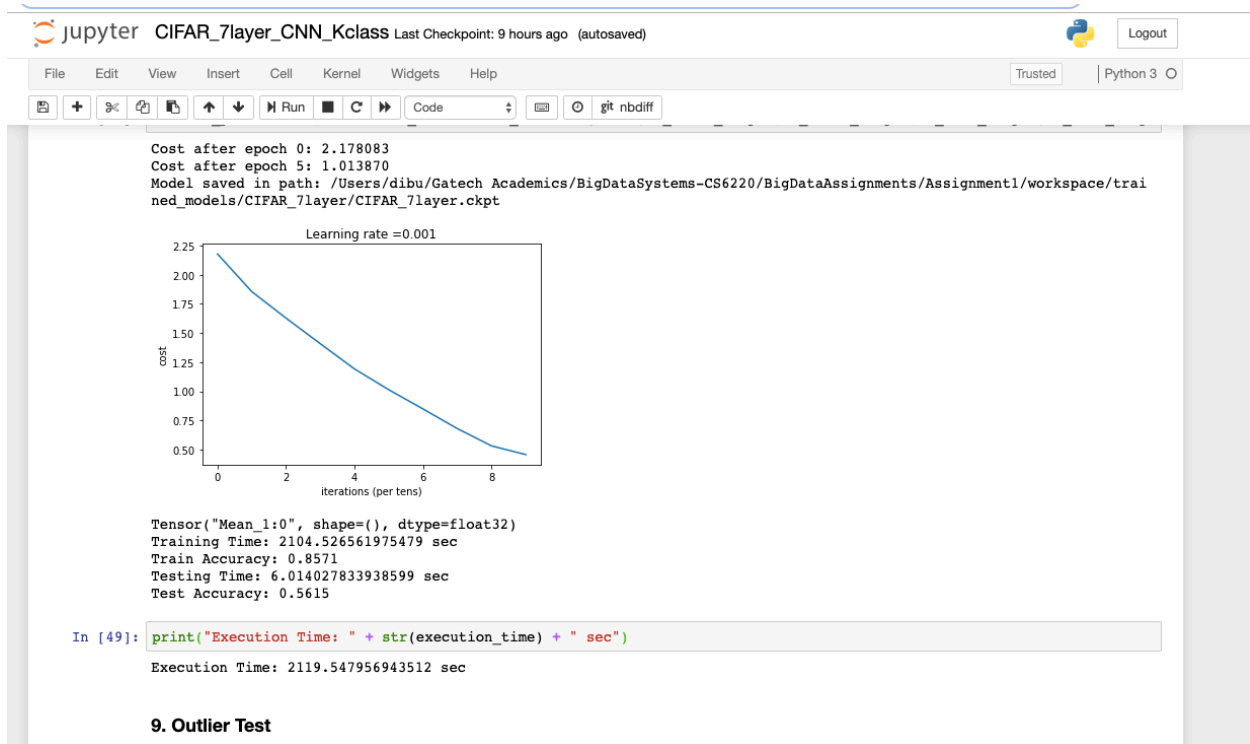 jupyter CIFAR_7layer_CNN_Kclass Last Checkpoint: 9 hours ago (autosaved)
Logout
File Edit View Insert Cell Kernel Widgets Help
Trusted Python 3
Run Code git nbdiff
Cost after epoch 0: 2.178083
Cost after epoch 5: 1.013870
Model saved in path: /Users/dibu/Gatech Academics/BigDataSystems-CS6220/BigDataAssignments/Assignment1/workspace/trai
ned_models/CIFAR_7layer/CIFAR_7layer.ckpt
Learning rate =0.001
2.25
2.00
1.75
1.50
1.25
1.00
0.75
0.50
cost
0 2 4 6 8
iterations (per tens)
Tensor("Mean_1:0", shape=(), dtype=float32)
Training Time: 2104.526561975479 sec
Train Accuracy: 0.8571
Testing Time: 6.014027833938599 sec
Test Accuracy: 0.5615
In [49]: print("Execution Time: " + str(execution_time) + " sec")
Execution Time: 2119.547956943512 sec
9. Outlier Test